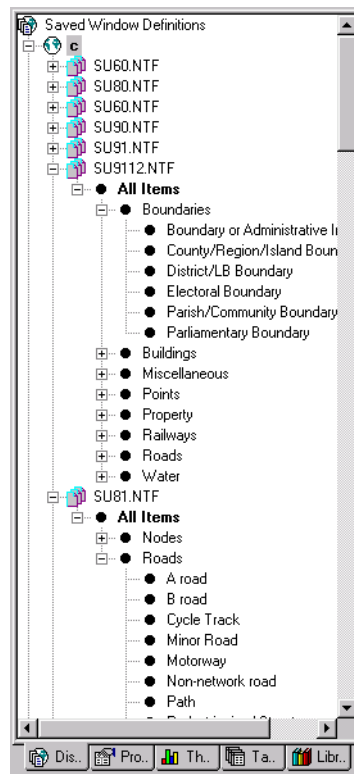 Saved Window Definitions
c
SU60.NTF
SU80.NTF
SU60.NTF
SU90.NTF
SU91.NTF
SU9112.NTF
All Items
Boundaries
Boundary or Administrative
County/Region/Island Boun
District/LB Boundary
Electoral Boundary
Parish/Community Boundary
Parliamentary Boundary
Buildings
Miscellaneous
Points
Property
Railways
Roads
Water
SU81.NTF
All Items
Nodes
Roads
A road
B road
Cycle Track
Minor Road
Motorway
Non-network road
Path
Dis.. Pro.. Th.. Ta.. Libr..